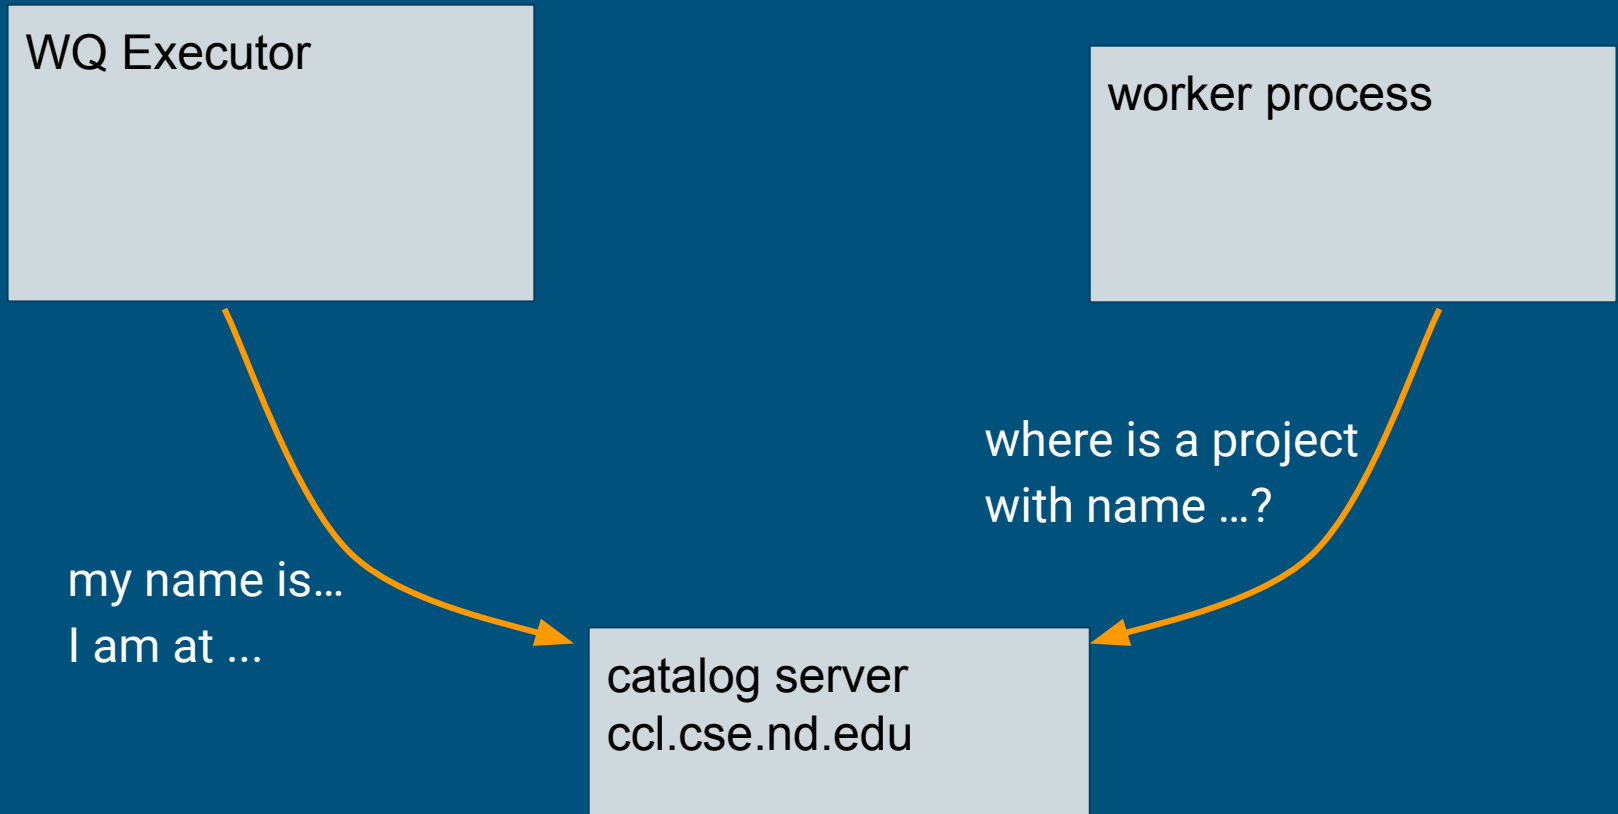 WQ Executor
worker process
where is a project
with name …?
my name is…
I am at ...
catalog server
ccl.cse.nd.edu